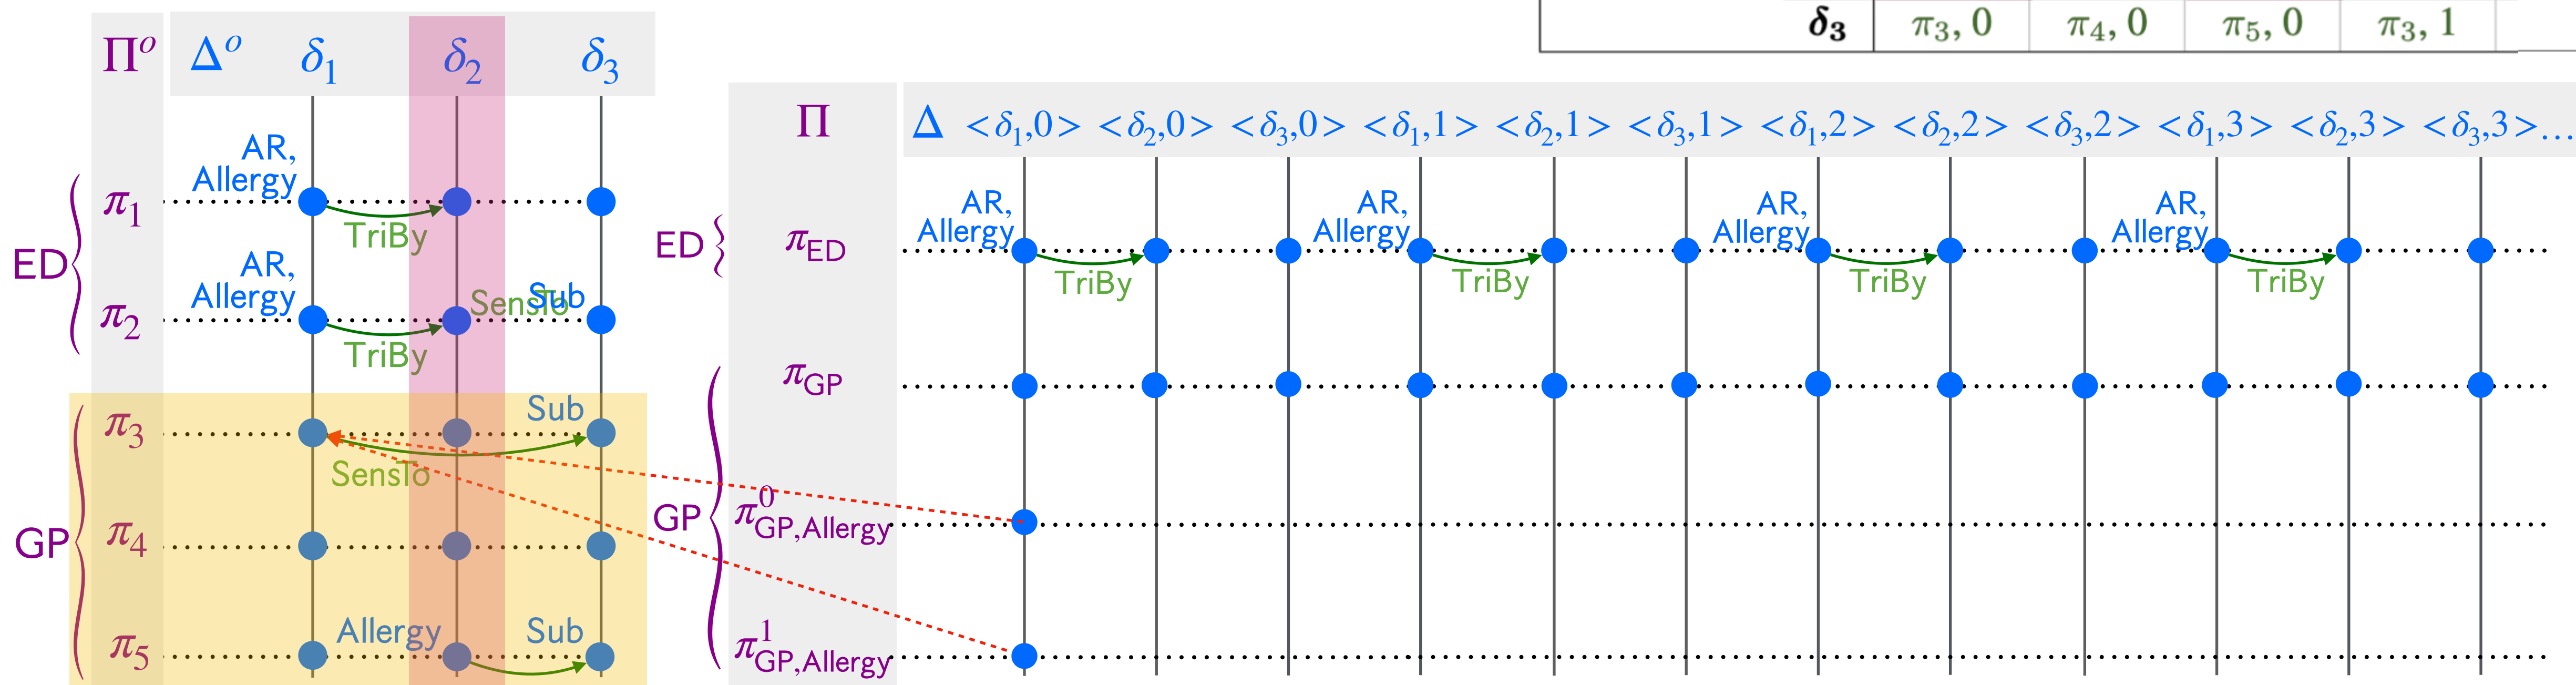 δ3 π3, 0 π4, 0 π5, 0 π3, 1
Πᵒ Δᵒ δ1 δ2 δ3
Π Δ <δ1,0> <δ2,0> <δ3,0> <δ1,1> <δ2,1> <δ3,1> <δ1,2> <δ2,2> <δ3,2> <δ1,3> <δ2,3> <δ3,3>...
AR,
Allergy
π1
TriBy
ED
AR,
Allergy
SensTo
Sub
π2
TriBy
Sub
π3
SensTo
GP
π4
Allergy
Sub
π5
ED
πED
AR,
Allergy
TriBy
AR,
Allergy
TriBy
AR,
Allergy
TriBy
AR,
Allergy
TriBy
πGP
GP
π⁰GP,Allergy
π¹GP,Allergy